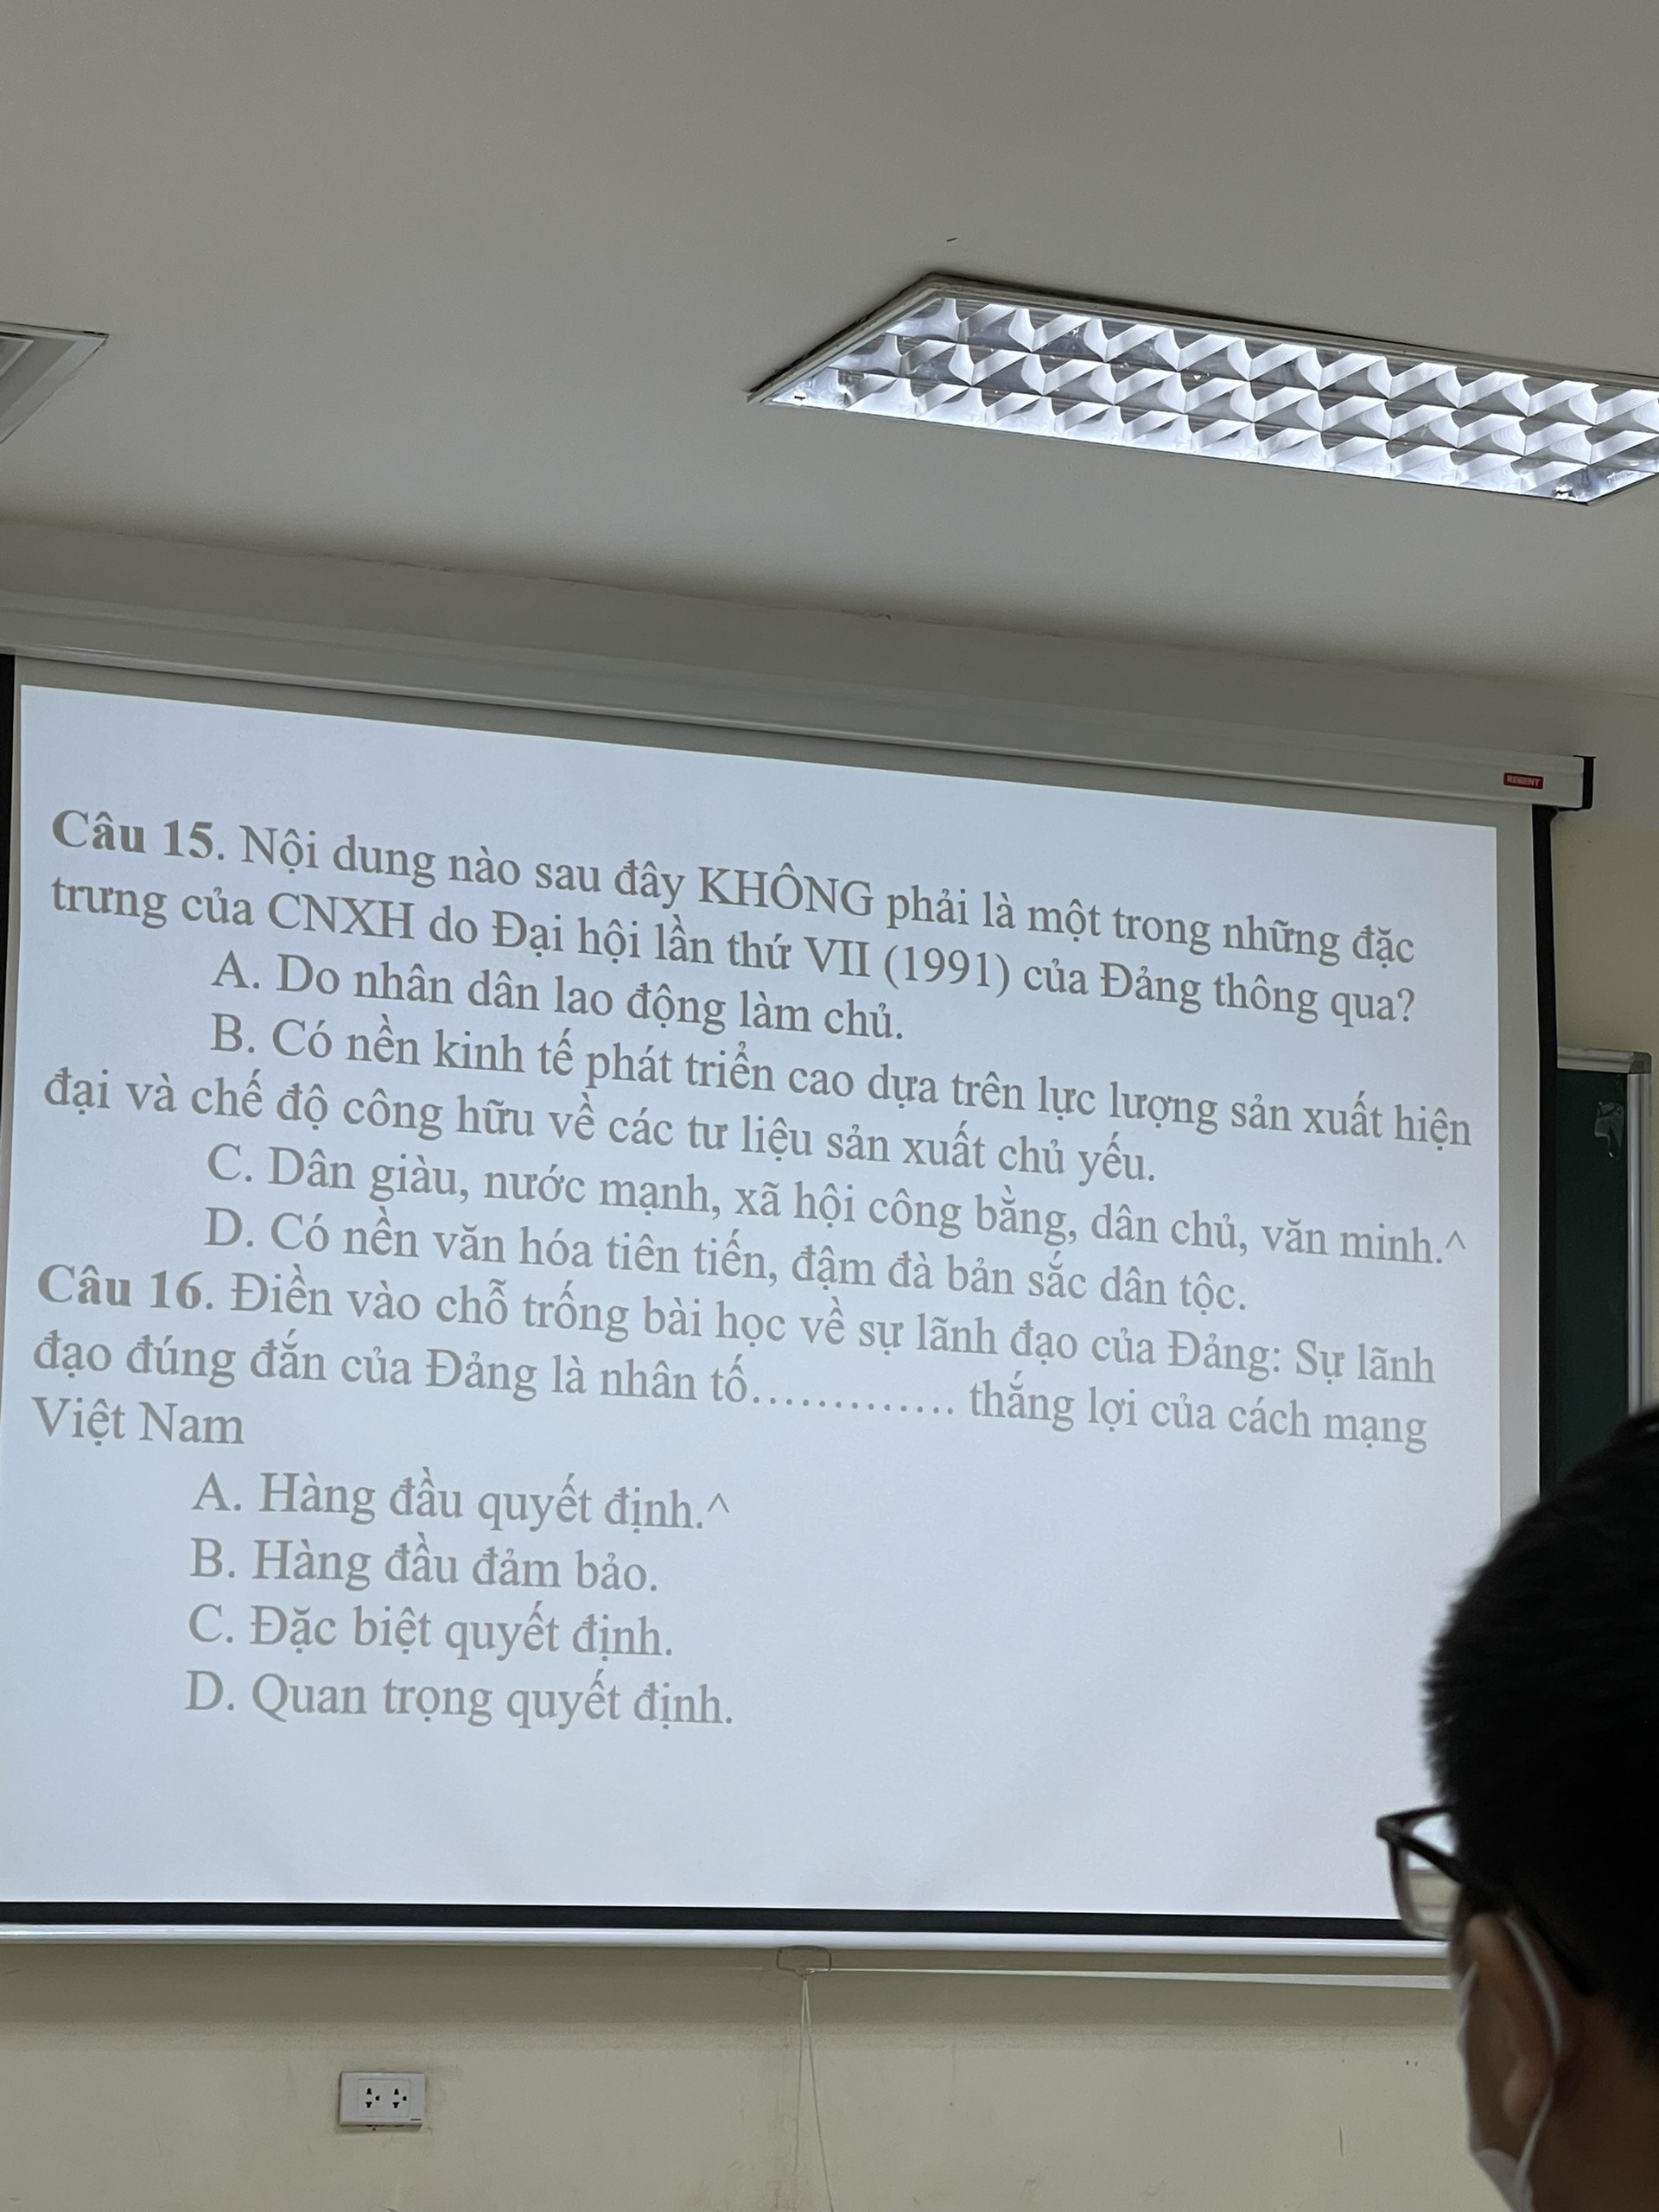 REGENT
Câu 15. Nội dung nào sau đây KHÔNG phải là một trong những đặc
trưng của CNXH do Đại hội lần thứ VII (1991) của Đảng thông qua?
A. Do nhân dân lao động làm chủ.
B. Có nền kinh tế phát triển cao dựa trên lực lượng sản xuất hiện
đại và chế độ công hữu về các tư liệu sản xuất chủ yếu.
C. Dân giàu, nước mạnh, xã hội công bằng, dân chủ, văn minh.^
D. Có nền văn hóa tiên tiến, đậm đà bản sắc dân tộc.
Câu 16. Điền vào chỗ trống bài học về sự lãnh đạo của Đảng: Sự lãnh
đạo đúng đắn của Đảng là nhân tố............. thắng lợi của cách mạng
Việt Nam
A. Hàng đầu quyết định.^
B. Hàng đầu đảm bảo.
C. Đặc biệt quyết định.
D. Quan trọng quyết định.